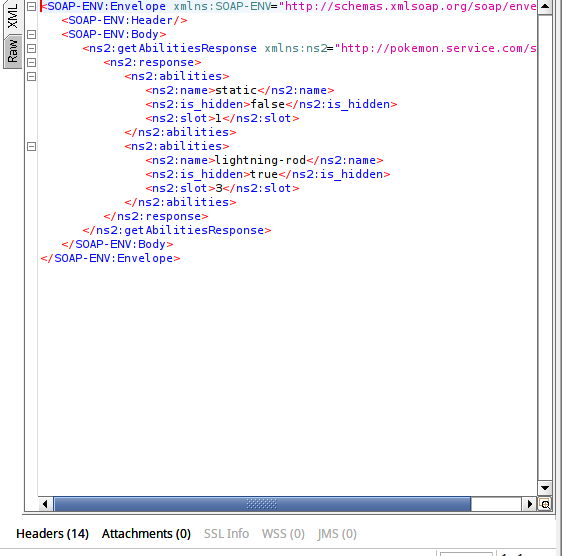 XML
Raw
<SOAP-ENV:Envelope xmlns:SOAP-ENV="http://schemas.xmlsoap.org/soap/enve
<SOAP-ENV:Header/>
<SOAP-ENV:Body>
<ns2:getAbilitiesResponse xmlns:ns2="http://pokemon.service.com/s
<ns2:response>
<ns2:abilities>
<ns2:name>static</ns2:name>
<ns2:is_hidden>false</ns2:is_hidden>
<ns2:slot>1</ns2:slot>
</ns2:abilities>
<ns2:abilities>
<ns2:name>lightning-rod</ns2:name>
<ns2:is_hidden>true</ns2:is_hidden>
<ns2:slot>3</ns2:slot>
</ns2:abilities>
</ns2:response>
</ns2:getAbilitiesResponse>
</SOAP-ENV:Body>
</SOAP-ENV:Envelope>
Headers (14) Attachments (0) SSL Info WSS (0) JMS (0)